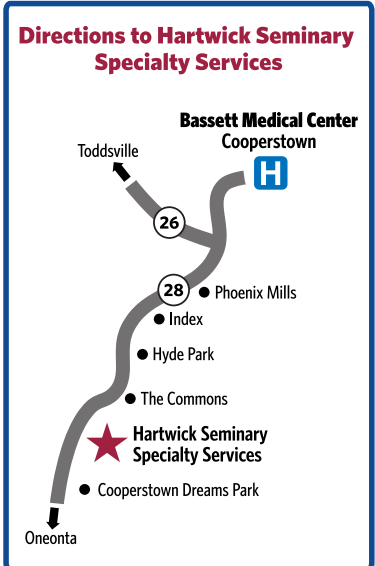 Directions to Hartwick Seminary
Specialty Services
Bassett Medical Center
Cooperstown
H
Toddsville
26
28
Phoenix Mills
Index
Hyde Park
The Commons
Hartwick Seminary
Specialty Services
Cooperstown Dreams Park
Oneonta